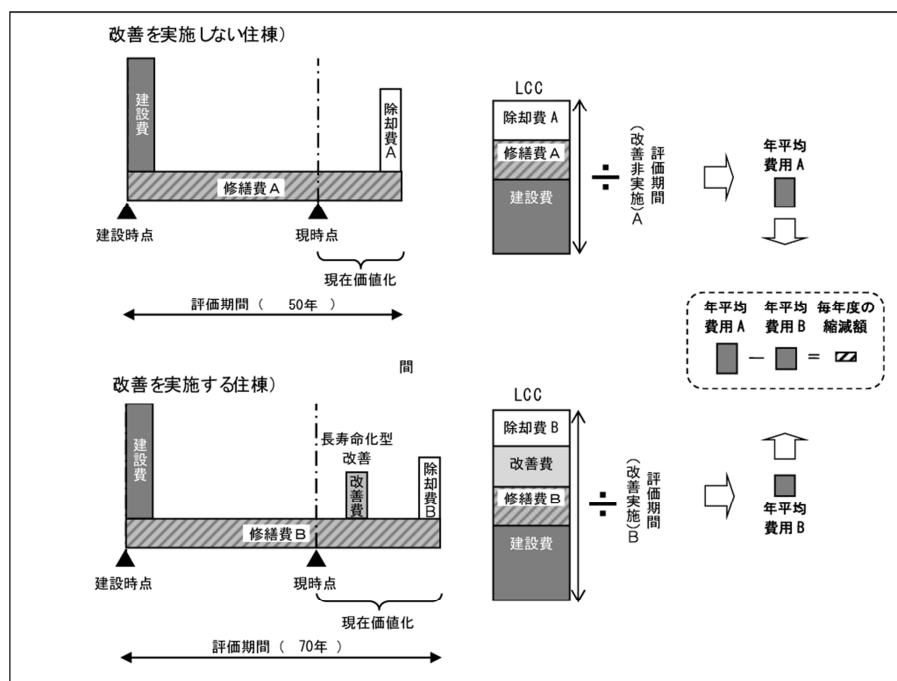 改善を実施しない住棟）
建設費
除却費A
修繕費A
建設時点
現時点
現在価値化
評価期間（ 50年 ）
LCC
除却費A
修繕費A
建設費
÷
評価期間
（改善非実施）A
年平均
費用A
年平均
費用A
年平均
費用B
毎年度の
縮減額
− =
間
改善を実施する住棟）
建設費
長寿命化型
改善
改善費
除却費B
修繕費B
建設時点
現時点
現在価値化
評価期間（ 70年 ）
LCC
除却費B
改善費
修繕費B
建設費
÷
評価期間
（改善実施）B
年平均
費用B